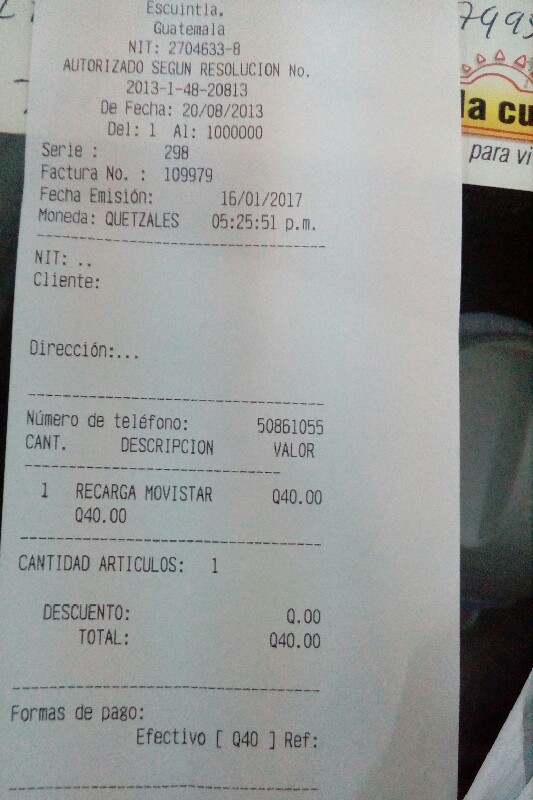 Escuintla,
Guatemala
NIT: 2704633-8
AUTORIZADO SEGUN RESOLUCION No.
2013-1-48-20813
De Fecha: 20/08/2013
Del: 1 Al: 1000000
Serie : 298
Factura No. : 109979
Fecha Emisión: 16/01/2017
Moneda: QUETZALES 05:25:51 p.m.
NIT: ..
Cliente:
Dirección:...
Número de teléfono: 50861055
CANT. DESCRIPCION VALOR
1 RECARGA MOVISTAR Q40.00
Q40.00
CANTIDAD ARTICULOS: 1
DESCUENTO: Q.00
TOTAL: Q40.00
Formas de pago:
Efectivo [ Q40 ] Ref:
7995
la cu
para vi